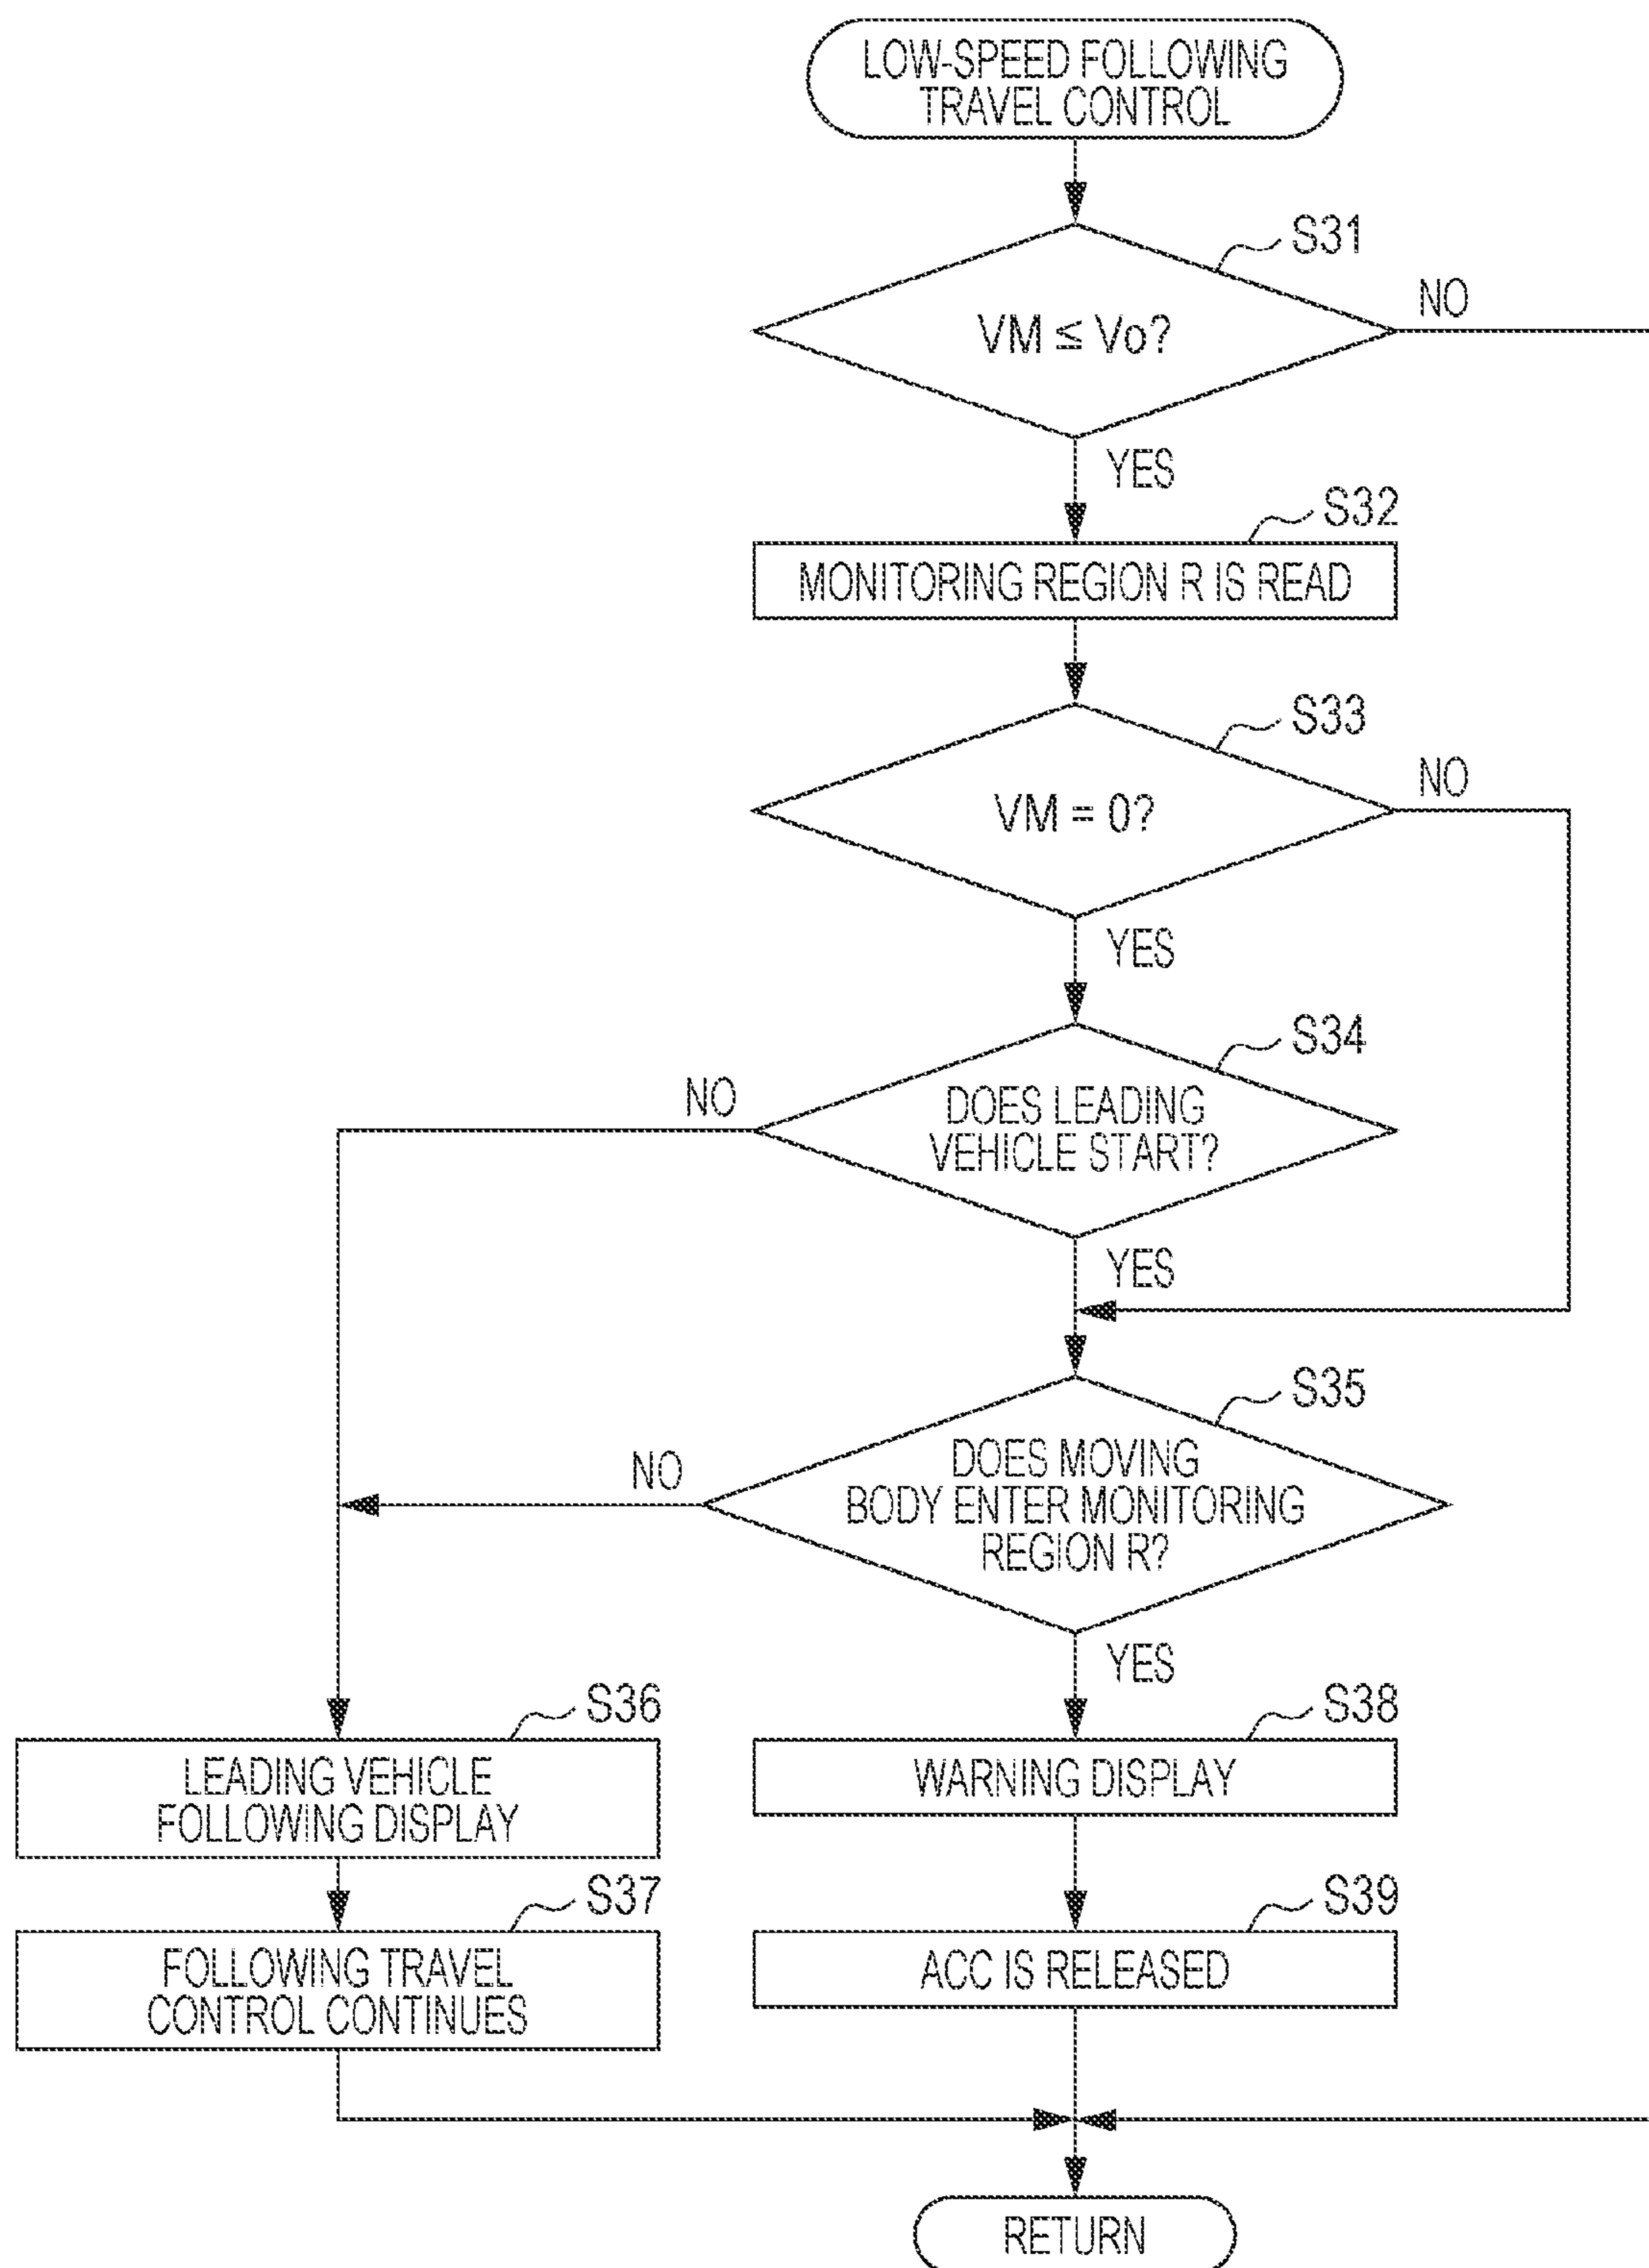 LOW-SPEED FOLLOWING
TRAVEL CONTROL
S31
VM ≤ Vo?
NO
YES
S32
MONITORING REGION R IS READ
S33
VM = 0?
NO
YES
S34
DOES LEADING
VEHICLE START?
NO
YES
S35
DOES MOVING
BODY ENTER MONITORING
REGION R?
NO
YES
S36
LEADING VEHICLE
FOLLOWING DISPLAY
S38
WARNING DISPLAY
S37
FOLLOWING TRAVEL
CONTROL CONTINUES
S39
ACC IS RELEASED
RETURN